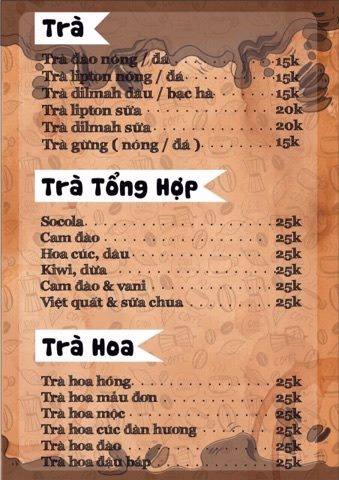 Trà
Trà đào nóng / đá 15k
Trà lipton nóng / đá 15k
Trà dilmah dâu / bạc hà 15k
Trà lipton sữa 20k
Trà dilmah sữa 20k
Trà gừng ( nóng / đá ) 15k
Trà Tổng Hợp
Socola 25k
Cam đào 25k
Hoa cúc, dâu 25k
Kiwi, dừa 25k
Cam đào & vani 25k
Việt quất & sữa chua 25k
Trà Hoa
Trà hoa hồng 25k
Trà hoa mẫu đơn 25k
Trà hoa mộc 25k
Trà hoa cúc đàn hương 25k
Trà hoa đào 25k
Trà hoa đậu bắp 25k